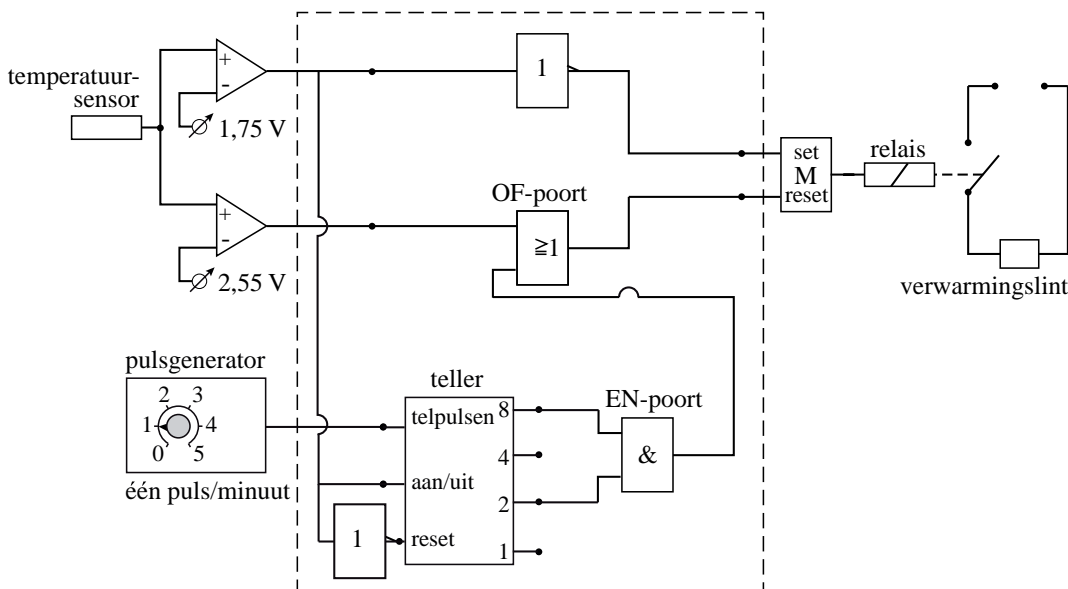 temperatuur-
sensor
+
-
1,75 V
1
set
M
reset
relais
OF-poort
+
-
2,55 V
≧1
verwarmingslint
pulsgenerator
2 3
1 4
0 5
één puls/minuut
teller
telpulsen
aan/uit
reset
8
4
2
1
EN-poort
&
1